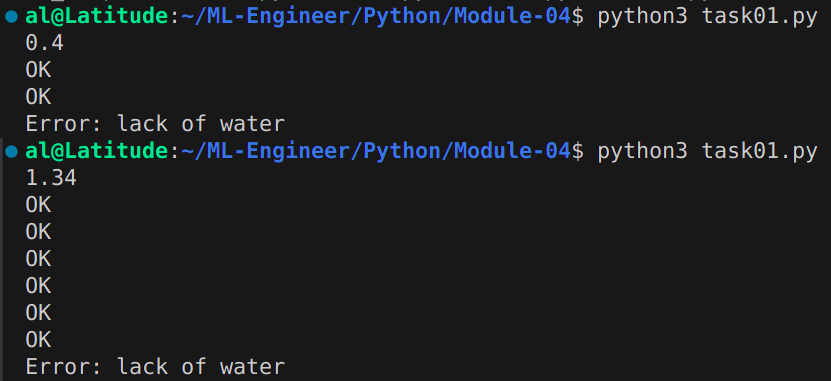 al@Latitude:~/ML-Engineer/Python/Module-04$ python3 task01.py
0.4
OK
OK
Error: lack of water
al@Latitude:~/ML-Engineer/Python/Module-04$ python3 task01.py
1.34
OK
OK
OK
OK
OK
OK
Error: lack of water